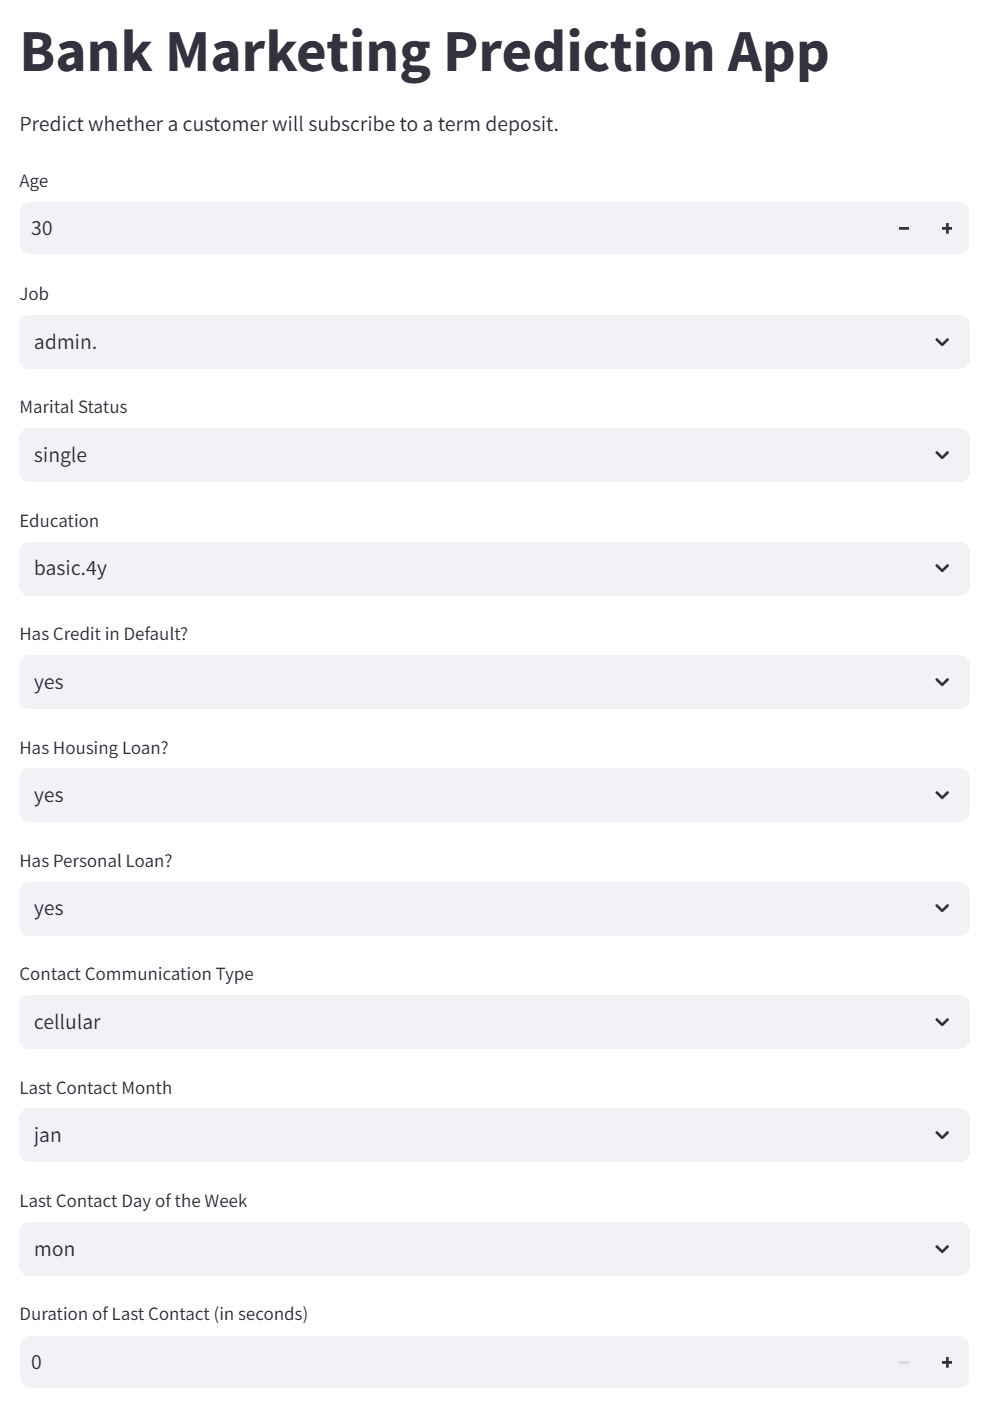 Bank Marketing Prediction App
Predict whether a customer will subscribe to a term deposit.
Age
30
Job
admin.
Marital Status
single
Education
basic.4y
Has Credit in Default?
yes
Has Housing Loan?
yes
Has Personal Loan?
yes
Contact Communication Type
cellular
Last Contact Month
jan
Last Contact Day of the Week
mon
Duration of Last Contact (in seconds)
0